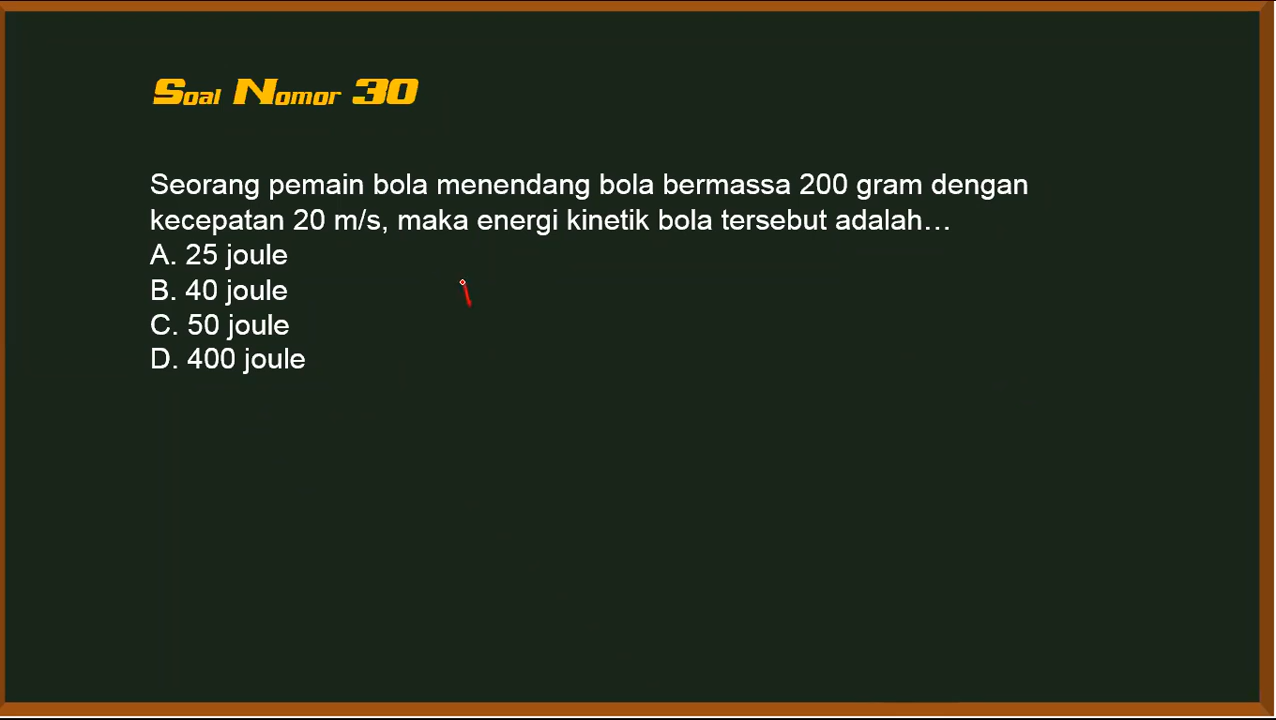 Soal Nomor 30
Seorang pemain bola menendang bola bermassa 200 gram dengan
kecepatan 20 m/s, maka energi kinetik bola tersebut adalah…
A. 25 joule
B. 40 joule
C. 50 joule
D. 400 joule